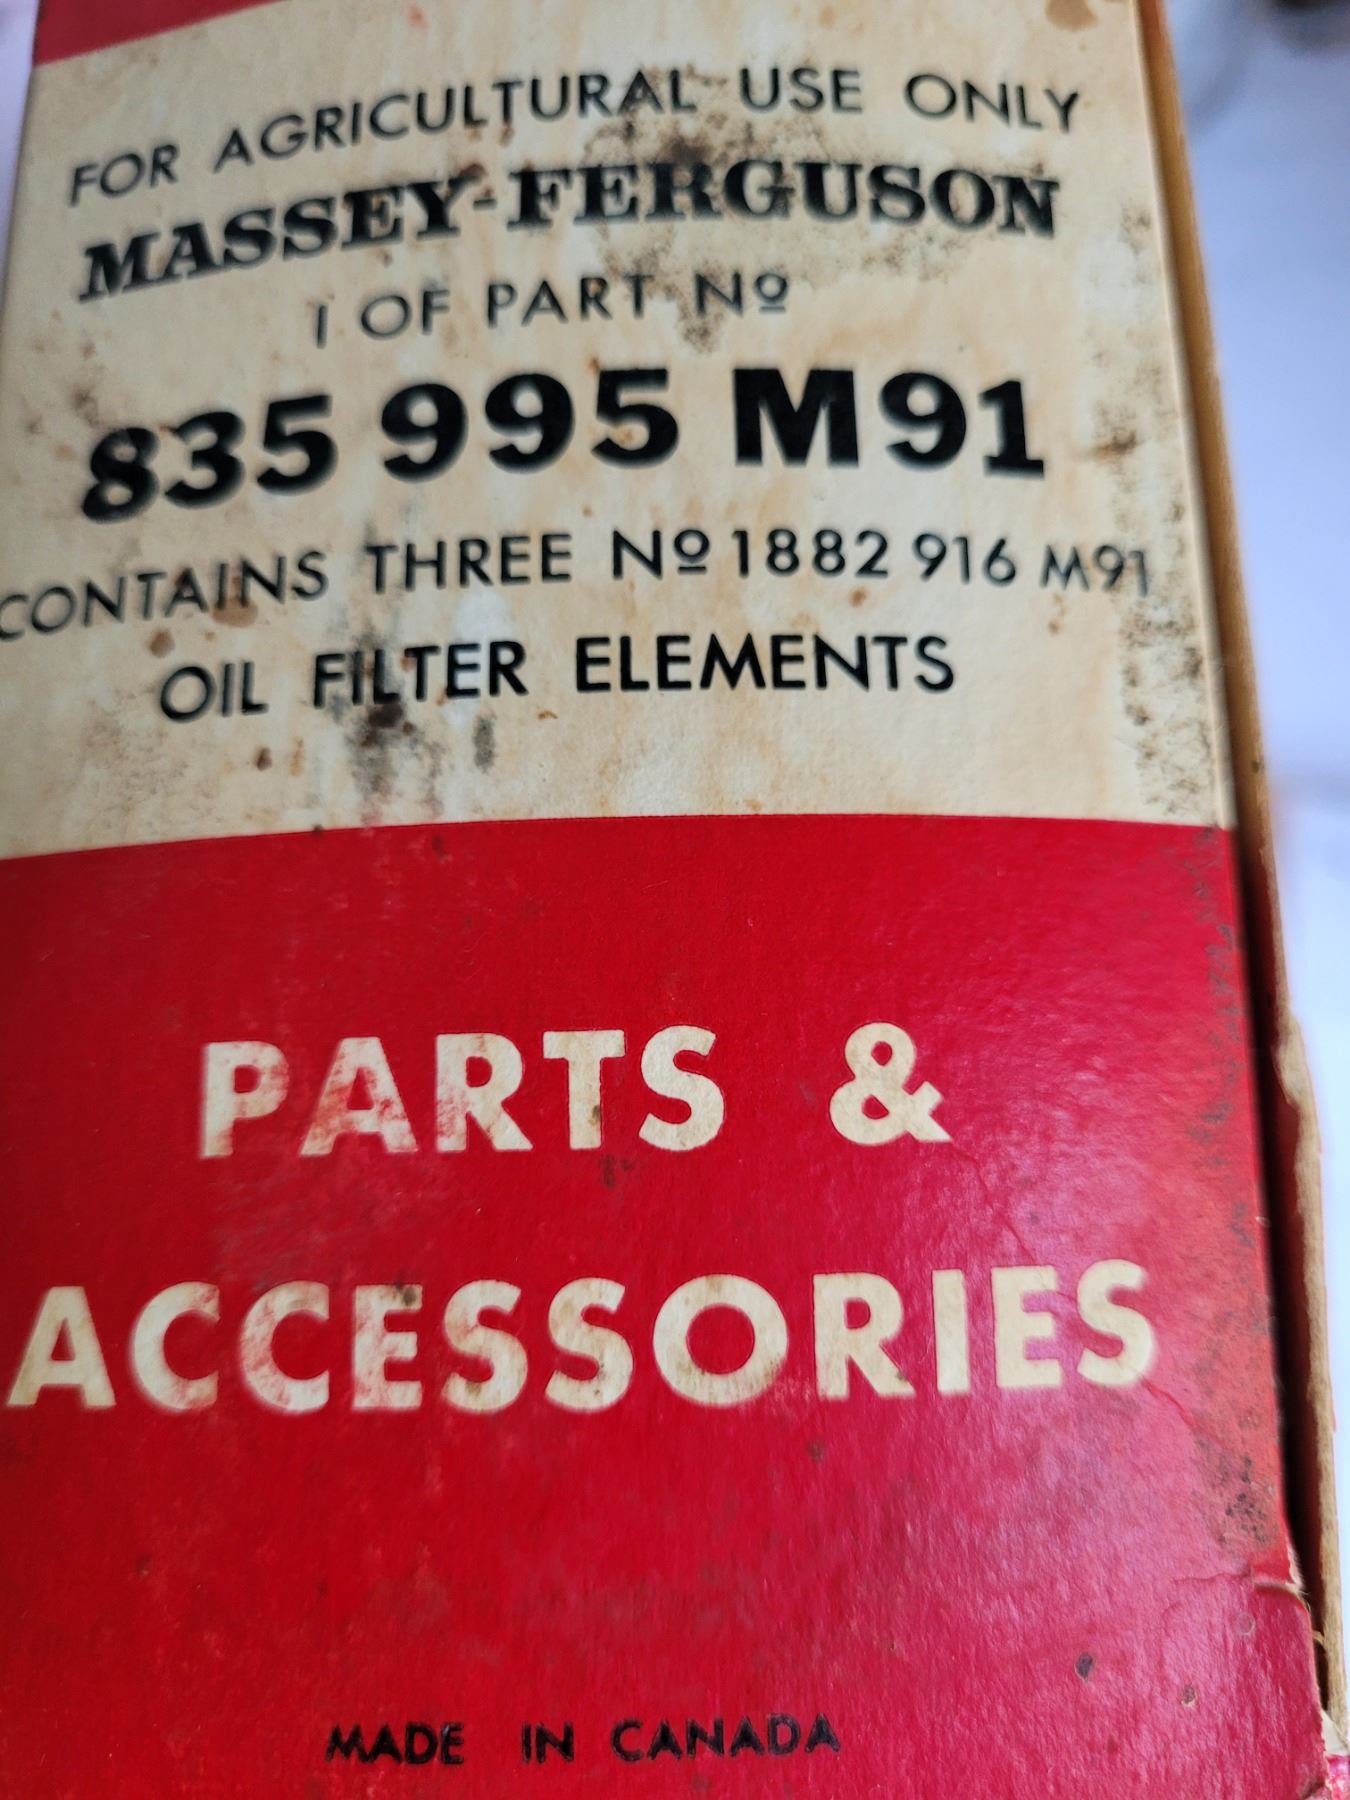 FOR AGRICULTURAL USE ONLY
MASSEY-FERGUSON
1 OF PART Nº
835 995 M91
CONTAINS THREE Nº 1882 916 M91
OIL FILTER ELEMENTS
PARTS &
ACCESSORIES
MADE IN CANADA